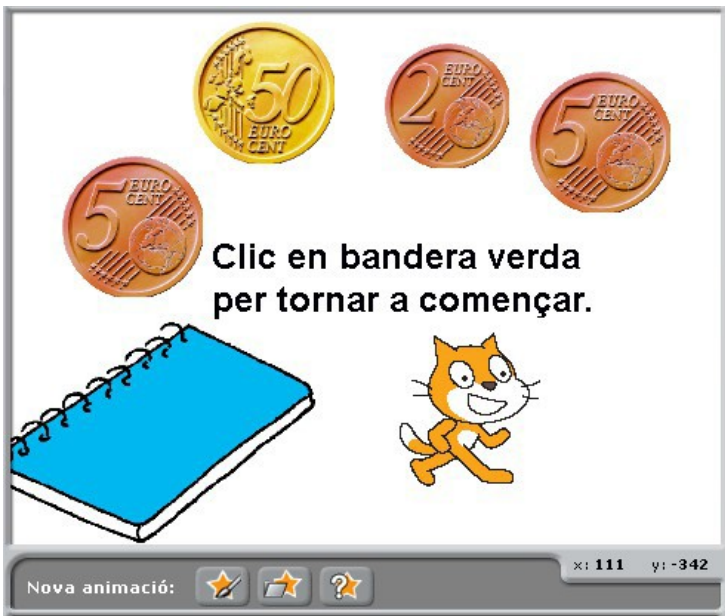 50
EURO
CENT
2 EURO
CENT
5 EURO
CENT
5 EURO
CENT
Clic en bandera verda
per tornar a començar.
x: 111 y: -342
Nova animació: